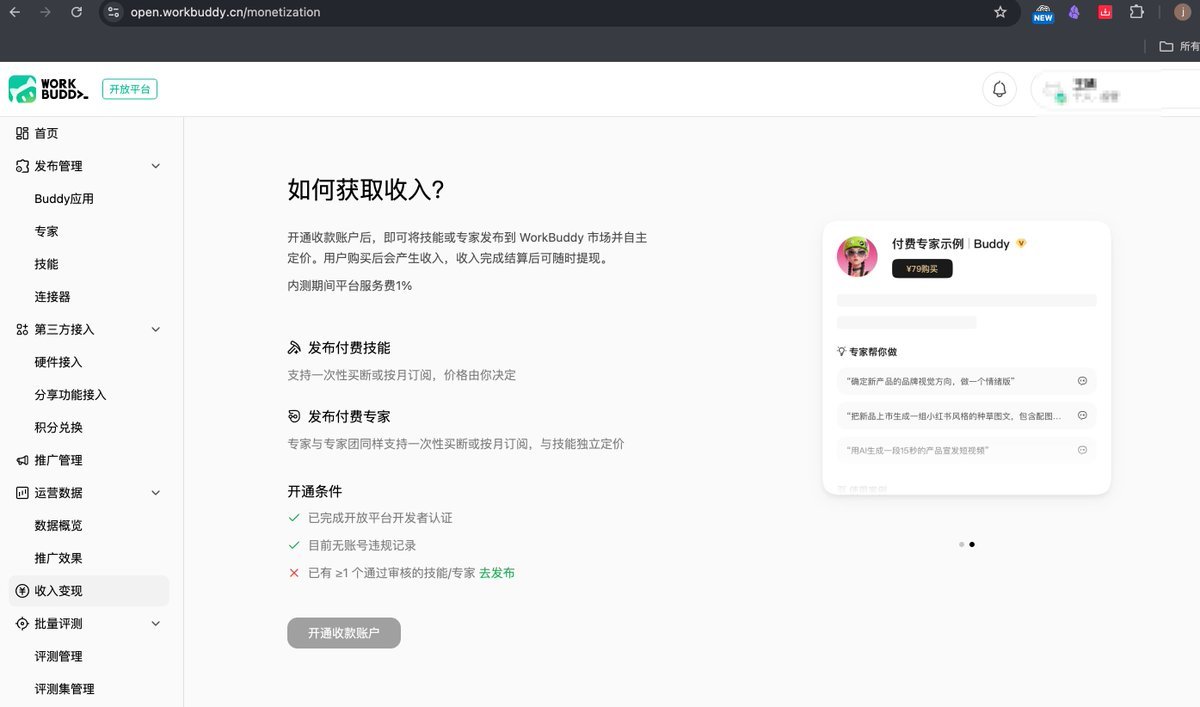 open.workbuddy.cn/monetization
NEW
j
所有
WORK
BUDD>_
开放平台
首页
发布管理
Buddy应用
专家
技能
连接器
第三方接入
硬件接入
分享功能接入
积分兑换
推广管理
运营数据
数据概览
推广效果
收入变现
批量评测
评测管理
评测集管理
如何获取收入?
开通收款账户后，即可将技能或专家发布到 WorkBuddy 市场并自主
定价。用户购买后会产生收入，收入完成结算后可随时提现。
内测期间平台服务费1%
发布付费技能
支持一次性买断或按月订阅，价格由你决定
发布付费专家
专家与专家团同样支持一次性买断或按月订阅，与技能独立定价
开通条件
已完成开放平台开发者认证
目前无账号违规记录
已有 ≥1 个通过审核的技能/专家 去发布
开通收款账户
付费专家示例 | Buddy
¥79购买
专家帮你做
“确定新产品的品牌视觉方向，做一个情绪版”
“把新品上市生成一组小红书风格的种草图文，包含配图...
“用AI生成一段15秒的产品宣发短视频”
使用案例